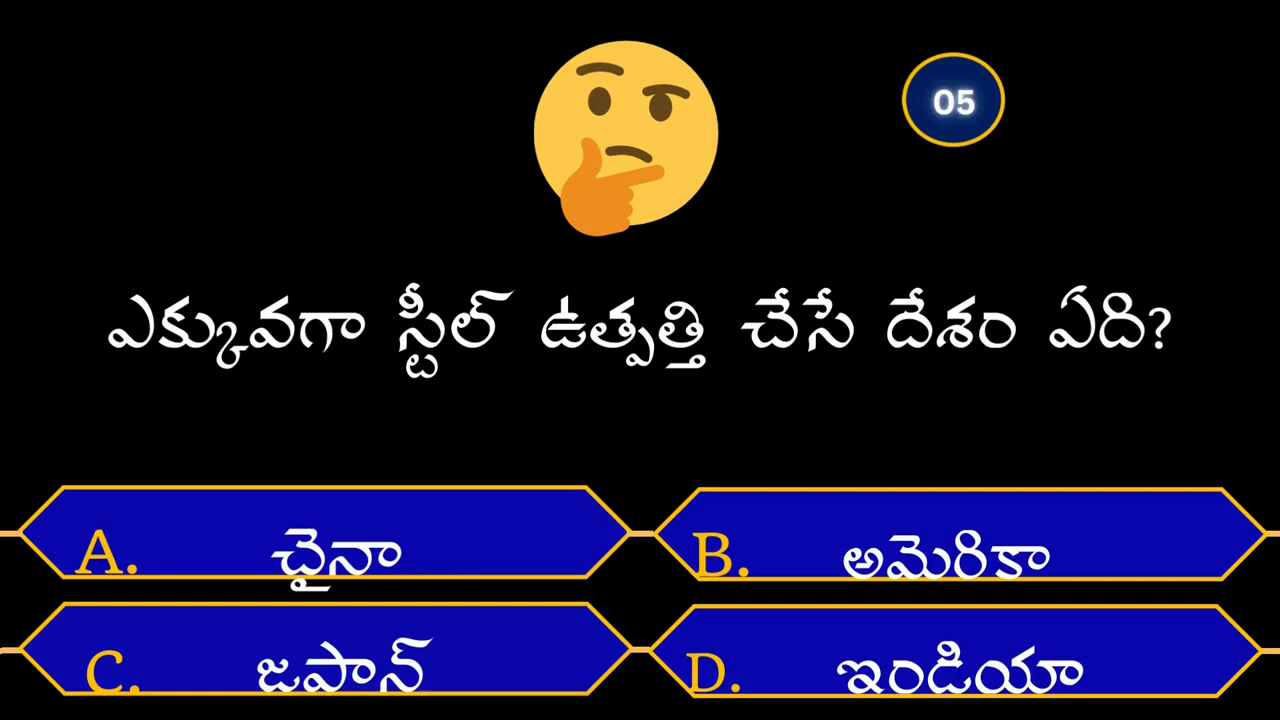 05
ఎక్కువగా స్టీల్ ఉత్పత్తి చేసే దేశం ఏది?
A. చైనా
B. అమెరికా
C. జపాన్
D. ఇండియా